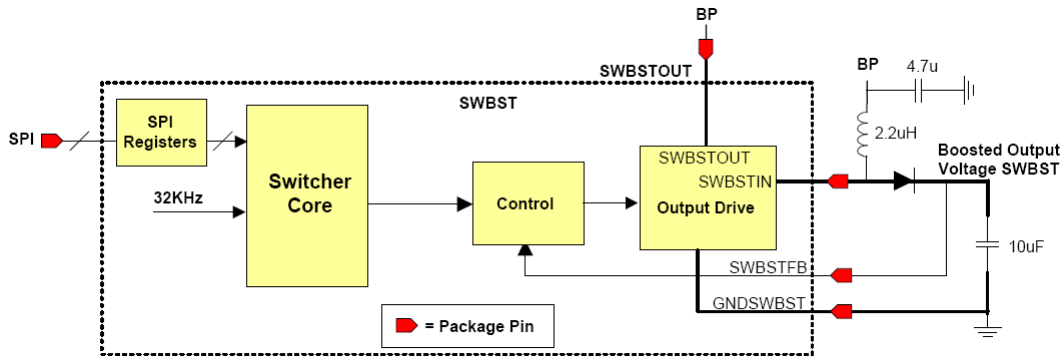 BP
SWBSTOUT
BP
4.7u
SWBST
SPI
SPI
Registers
2.2uH
Boosted Output
Voltage SWBST
SWBSTOUT
Switcher
Core
SWBSTIN
32KHz
Control
Output Drive
10uF
SWBSTFB
GNDSWBST
= Package Pin